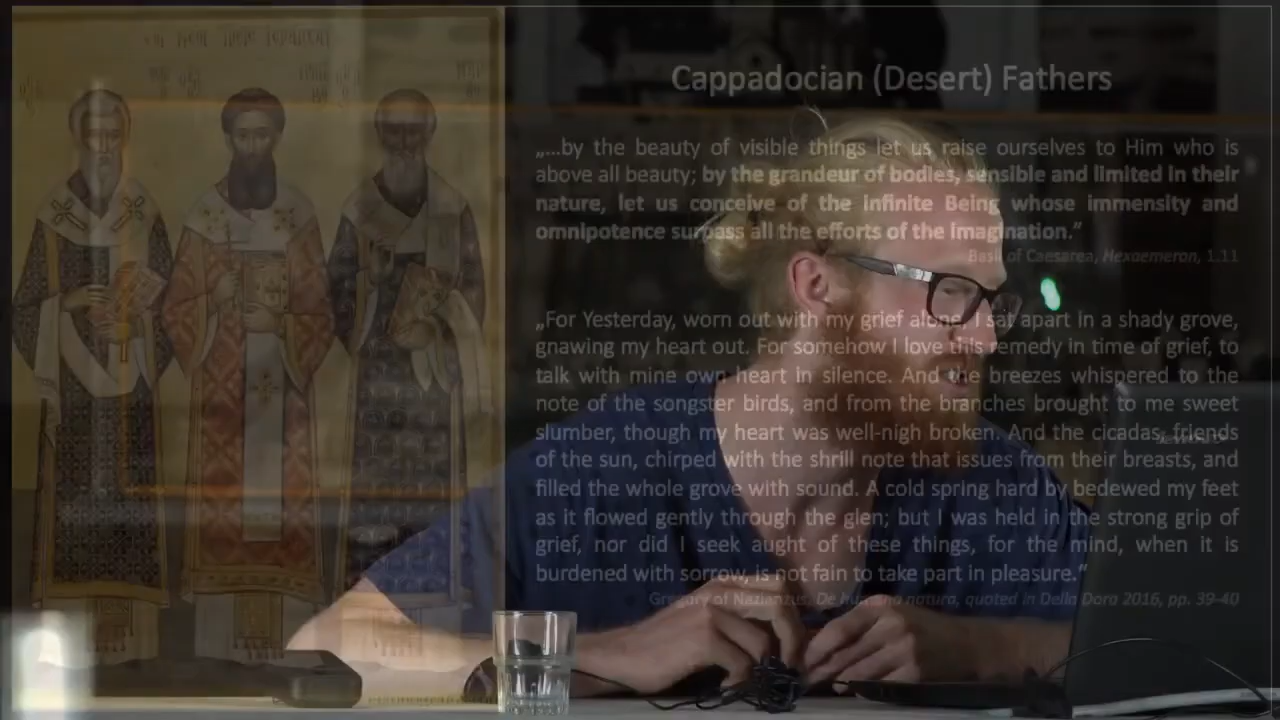 Cappadocian (Desert) Fathers
„...by the beauty of visible things let us raise ourselves to Him who is
above all beauty; by the grandeur of bodies, sensible and limited in their
nature, let us conceive of the infinite Being whose immensity and
omnipotence surpass all the efforts of the imagination.“
Basil of Caesarea, Hexaemeron, 1.11
„For Yesterday, worn out with my grief alone, I sat apart in a shady grove,
gnawing my heart out. For somehow I love this remedy in time of grief, to
talk with mine own heart in silence. And the breezes whispered to the
note of the songster birds, and from the branches brought to me sweet
slumber, though my heart was well-nigh broken. And the cicadas, friends
of the sun, chirped with the shrill note that issues from their breasts, and
filled the whole grove with sound. A cold spring hard by bedewed my feet
as it flowed gently through the glen; but I was held in the strong grip of
grief, nor did I seek aught of these things, for the mind, when it is
burdened with sorrow, is not fain to take part in pleasure.“
Gregory of Nazianzus, De humana natura, quoted in Della Dora 2016, pp. 39-40